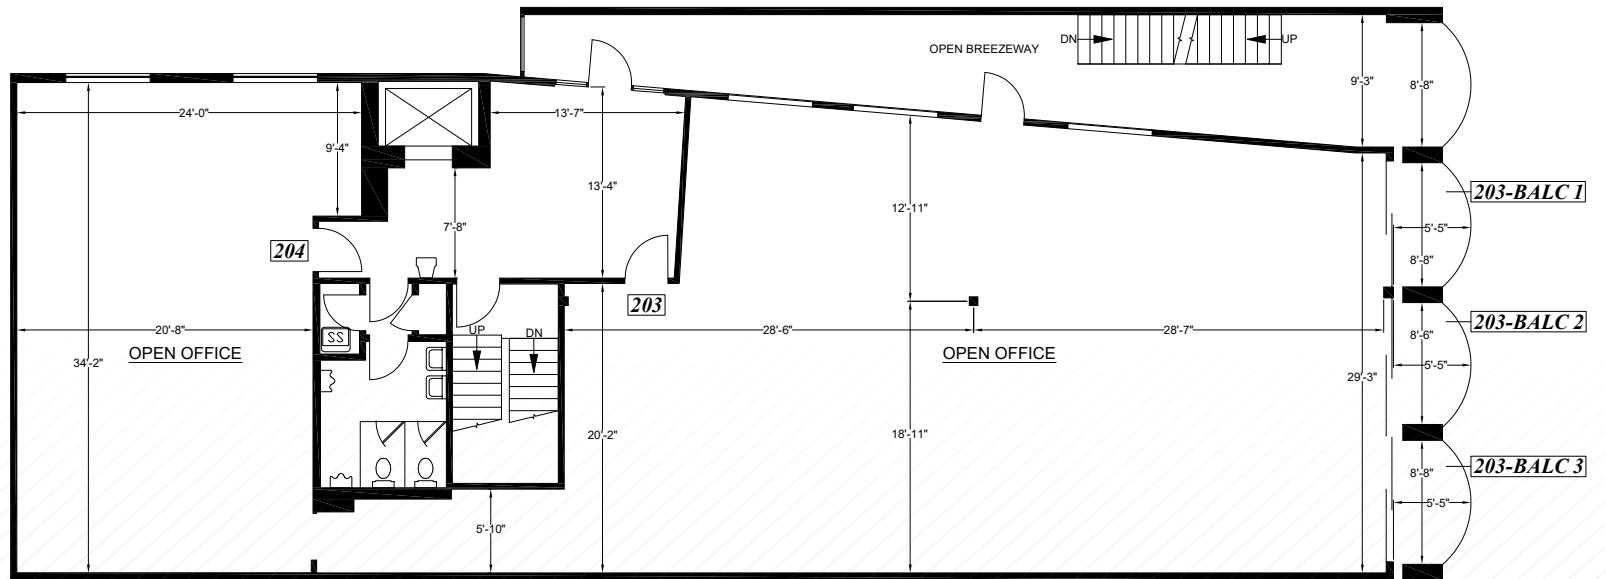 OPEN BREEZEWAY
DN
UP
9'-3"
8'-8"
24'-0"
13'-7"
9'-4"
13'-4"
12'-11"
7'-8"
203-BALC 1
5'-5"
8'-8"
204
203
20'-8"
OPEN OFFICE
UP
DN
28'-6"
28'-7"
OPEN OFFICE
8'-6"
203-BALC 2
5'-5"
34'-2"
29'-3"
20'-2"
18'-11"
8'-8"
203-BALC 3
5'-5"
5'-10"